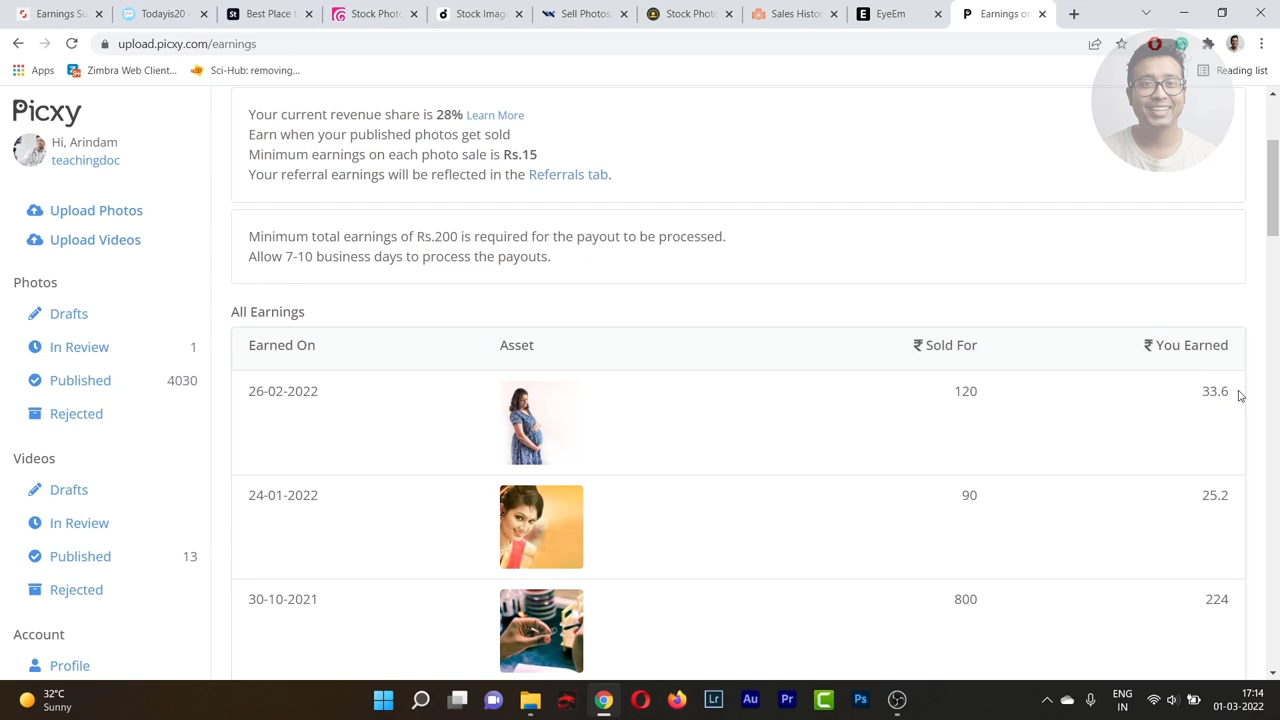 Earnings Su
Todayis20
Best Place t
Stock Photo
Stock Imag
Sell Photos,
Stock Photo
Sales Histor
EyeEm
Earnings on
upload.picxy.com/earnings
Apps
Zimbra Web Client...
Sci-Hub: removing...
Reading list
Picxy
Hi, Arindam
teachingdoc
Upload Photos
Upload Videos
Photos
Drafts
In Review 1
Published 4030
Rejected
Videos
Drafts
In Review
Published 13
Rejected
Account
Profile
Your current revenue share is 28% Learn More
Earn when your published photos get sold
Minimum earnings on each photo sale is Rs.15
Your referral earnings will be reflected in the Referrals tab.
Minimum total earnings of Rs.200 is required for the payout to be processed.
Allow 7-10 business days to process the payouts.
All Earnings
Earned On Asset ₹ Sold For ₹ You Earned
26-02-2022 120 33.6
24-01-2022 90 25.2
30-10-2021 800 224
32°C
Sunny
Lr
Au
Pr
Ps
ENG
IN
17:14
01-03-2022